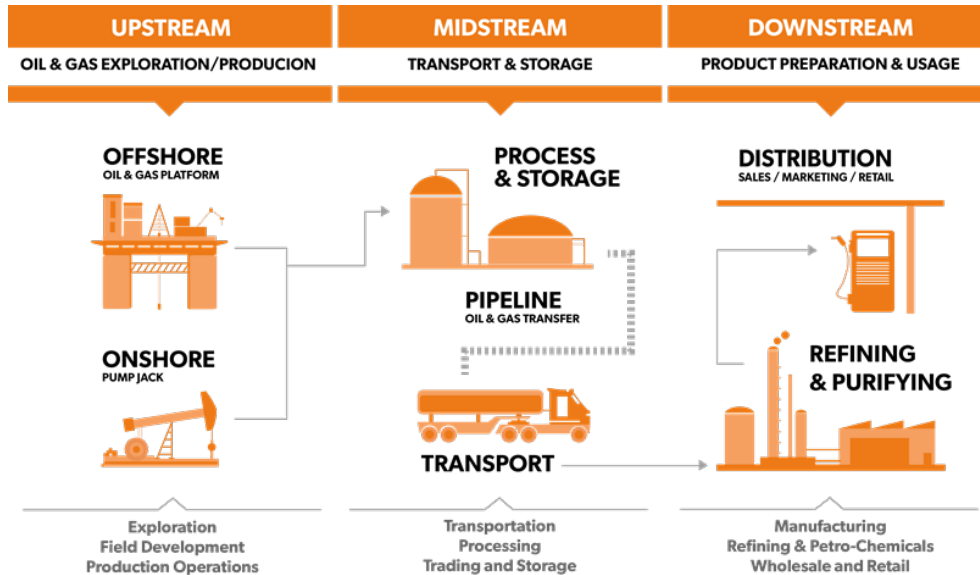 UPSTREAM
OIL & GAS EXPLORATION/PRODUCION
OFFSHORE
OIL & GAS PLATFORM
ONSHORE
PUMP JACK
Exploration
Field Development
Production Operations
MIDSTREAM
TRANSPORT & STORAGE
PROCESS
& STORAGE
PIPELINE
OIL & GAS TRANSFER
TRANSPORT
Transportation
Processing
Trading and Storage
DOWNSTREAM
PRODUCT PREPARATION & USAGE
DISTRIBUTION
SALES / MARKETING / RETAIL
REFINING
& PURIFYING
Manufacturing
Refining & Petro-Chemicals
Wholesale and Retail